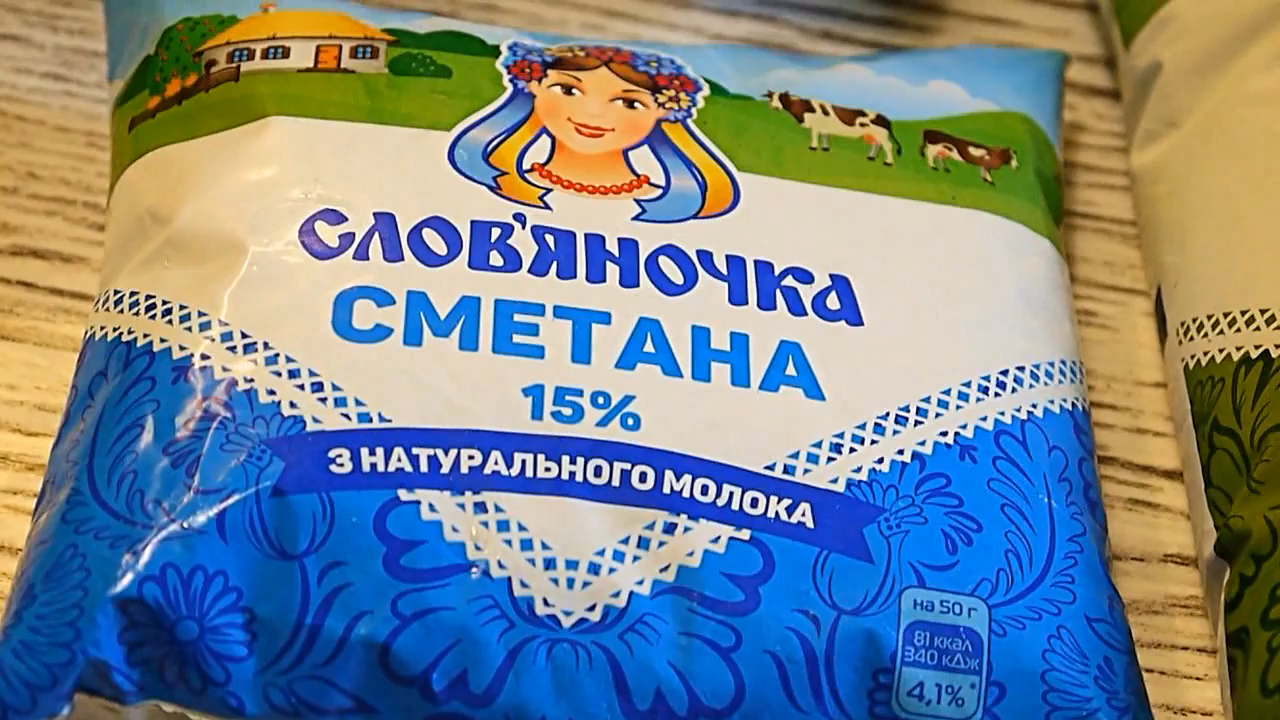 СЛОВ'ЯНОЧКА
СМЕТАНА
15%
З НАТУРАЛЬНОГО МОЛОКА
на 50 г
81 ккал
340 кДж
4,1%*